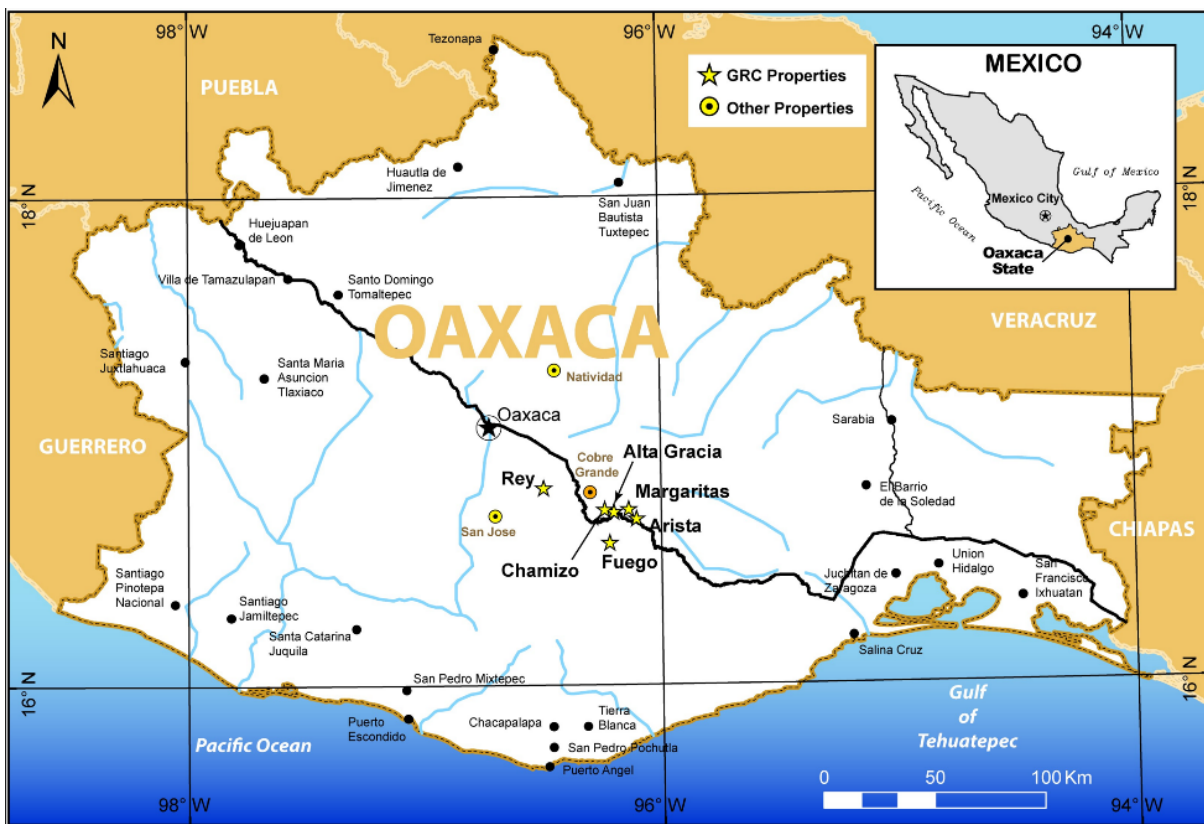 98° W
96° W
94° W
N
Tezonapa
PUEBLA
GRC Properties
Other Properties
MEXICO
Gulf of Mexico
Pacific Ocean
Mexico City
Oaxaca
State
Huautla de
Jimenez
San Juan
Bautista
Tuxtepec
18° N
18° N
Huejuapan
de Leon
Villa de Tamazulapan
Santo Domingo
Tomaltepec
OAXACA
VERACRUZ
Santiago
Juxtlahuaca
Santa Maria
Asuncion
Tlaxiaco
Natividad
Oaxaca
Sarabia
GUERRERO
Cobre
Grande
Alta Gracia
Rey
Margaritas
El Barrio
de la Soledad
San Jose
Arista
CHIAPAS
Chamizo
Fuego
Santiago
Pinotepa
Nacional
Santiago
Jamiltepec
Santa Catarina
Juquila
Juchitan de
Zaragoza
Union
Hidalgo
San
Francisco
Ixhuatan
Salina Cruz
16° N
16° N
San Pedro Mixtepec
Puerto
Escondido
Chacapalapa
Tierra
Blanca
San Pedro Pochutla
Puerto Angel
Pacific Ocean
Gulf
of
Tehuatepec
0
50
100 Km
98° W
96° W
94° W